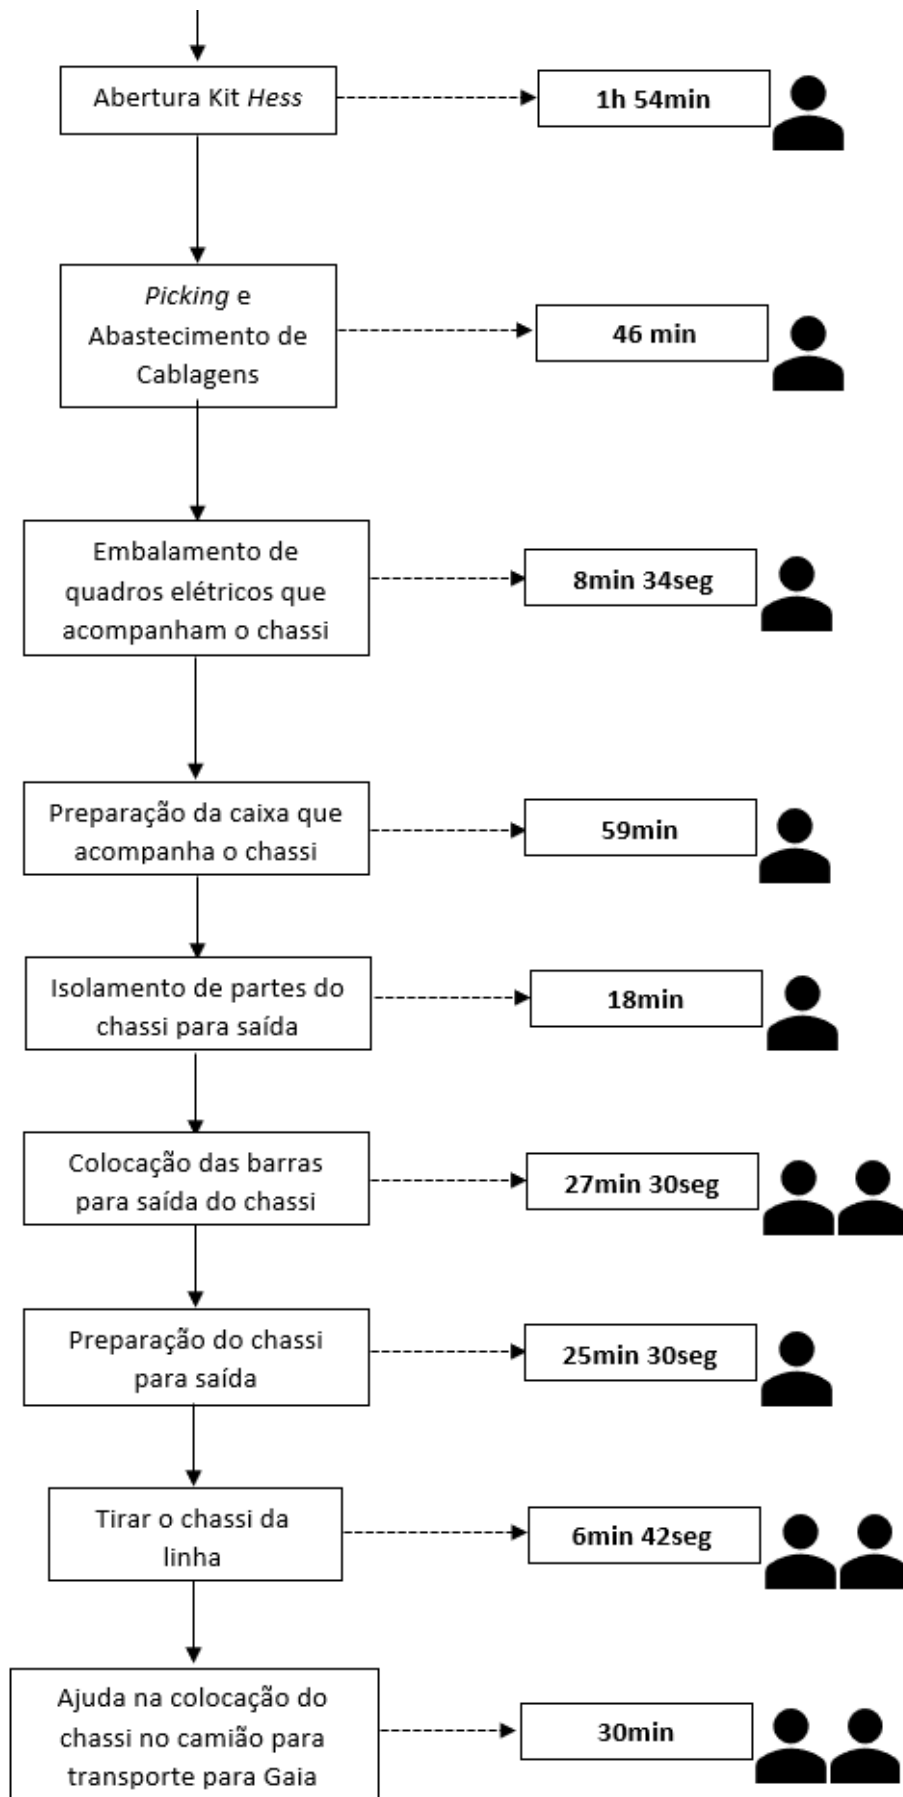 Abertura Kit Hess
1h 54min
Picking e
Abastecimento de
Cablagens
46 min
Embalamento de
quadros elétricos que
acompanham o chassi
8min 34seg
Preparação da caixa que
acompanha o chassi
59min
Isolamento de partes do
chassi para saída
18min
Colocação das barras
para saída do chassi
27min 30seg
Preparação do chassi
para saída
25min 30seg
Tirar o chassi da
linha
6min 42seg
Ajuda na colocação do
chassi no camião para
transporte para Gaia
30min